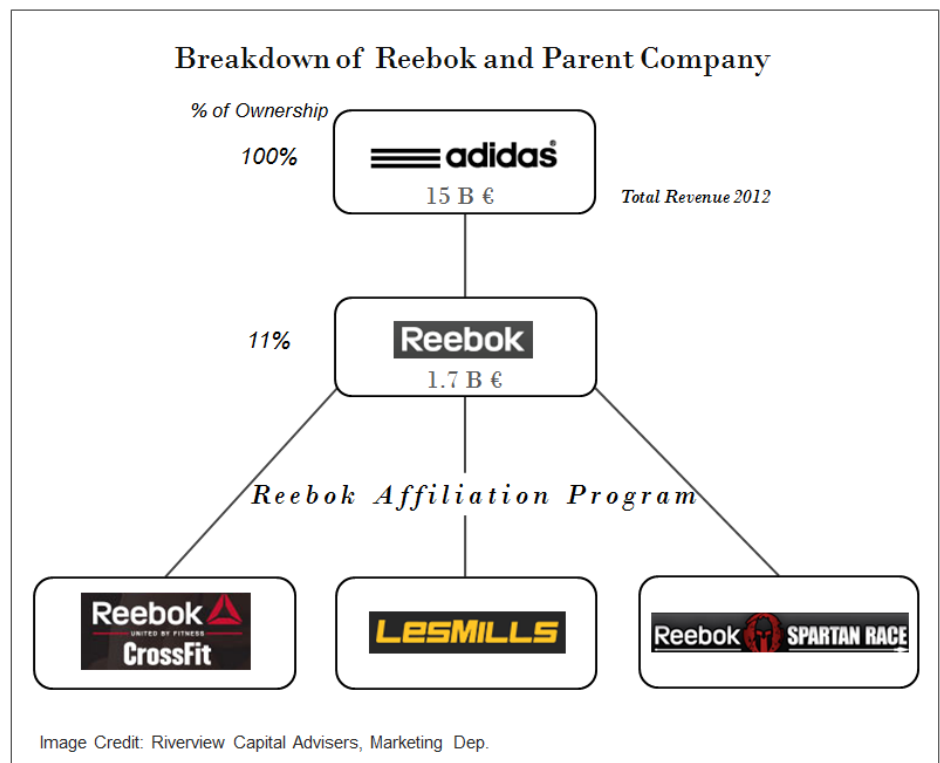 Breakdown of Reebok and Parent Company
% of Ownership
100%
adidas®
15 B €
Total Revenue 2012
11%
Reebok
1.7 B €
Reebok Affiliation Program
Reebok
UNITED BY FITNESS
CrossFit
LESMILLS
Reebok SPARTAN RACE
Image Credit: Riverview Capital Advisers, Marketing Dep.